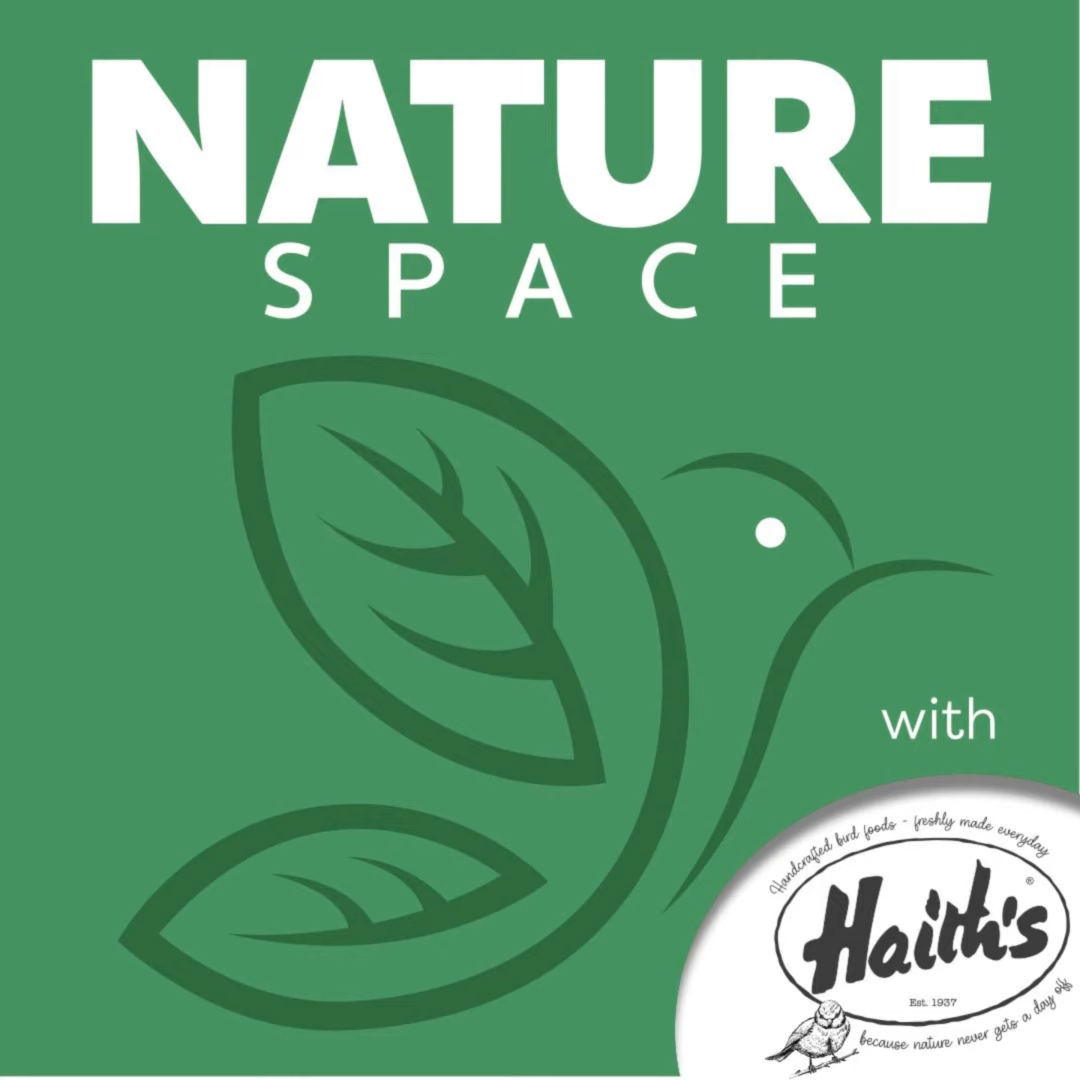 NATURE
SPACE
with
Handcrafted bird foods - freshly made everyday
Haith's®
Est. 1937
because nature never gets a day off